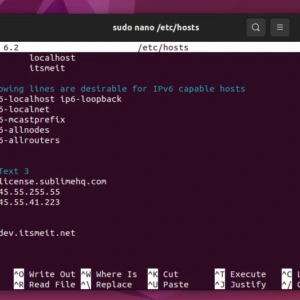 sudo nano /etc/hosts
6.2 /etc/hosts
localhost
itsmeit
owing lines are desirable for IPv6 capable hosts
6-localhost ip6-loopback
6-localnet
6-mcastprefix
6-allnodes
6-allrouters
Text 3
license.sublimehq.com
45.55.255.55
45.55.41.223
dev.itsmeit.net
^O Write Out ^W Where Is ^K Cut ^T Execute ^C
^R Read File ^\ Replace ^U Paste ^J Justify ^/